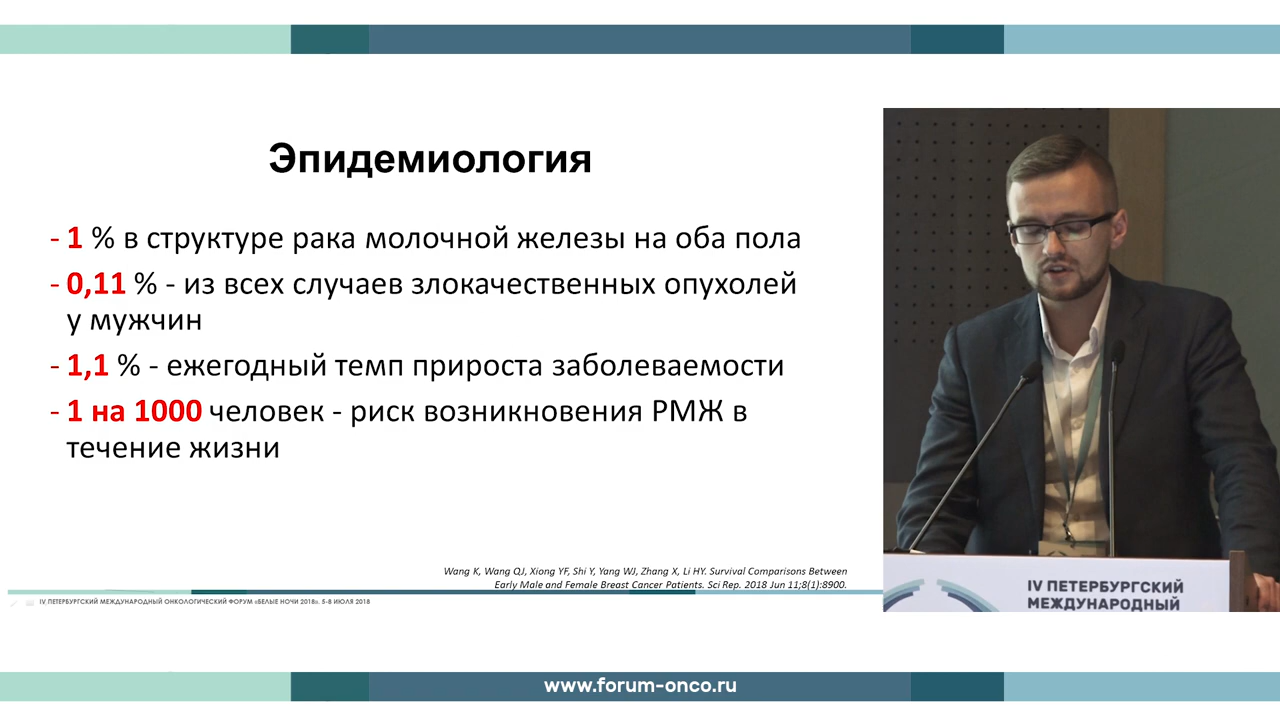 Эпидемиология
- 1 % в структуре рака молочной железы на оба пола
- 0,11 % - из всех случаев злокачественных опухолей
у мужчин
- 1,1 % - ежегодный темп прироста заболеваемости
- 1 на 1000 человек - риск возникновения РМЖ в
течение жизни
Wang K, Wang QJ, Xiong YF, Shi Y, Yang WJ, Zhang X, Li HY. Survival Comparisons Between
Early Male and Female Breast Cancer Patients. Sci Rep. 2018 Jun 11;8(1):8900.
IV ПЕТЕРБУРГСКИЙ МЕЖДУНАРОДНЫЙ ОНКОЛОГИЧЕСКИЙ ФОРУМ «БЕЛЫЕ НОЧИ 2018». 5-8 ИЮЛЯ 2018
IV ПЕТЕРБУРГСКИЙ
МЕЖДУНАРОДНЫЙ
www.forum-onco.ru